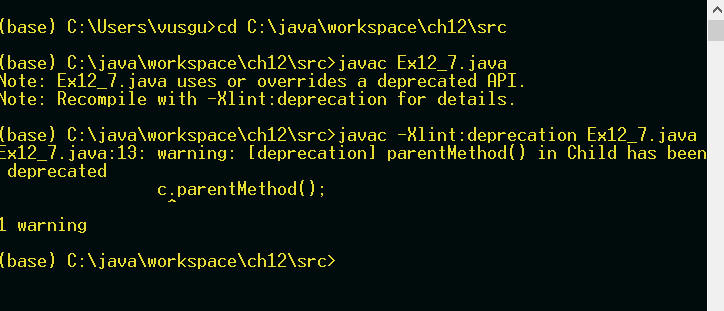 (base) C:\Users\vusgu>cd C:\java\workspace\ch12\src
(base) C:\java\workspace\ch12\src>javac Ex12_7.java
Note: Ex12_7.java uses or overrides a deprecated API.
Note: Recompile with -Xlint:deprecation for details.
(base) C:\java\workspace\ch12\src>javac -Xlint:deprecation Ex12_7.java
Ex12_7.java:13: warning: [deprecation] parentMethod() in Child has been
deprecated
c.parentMethod();
^
1 warning
(base) C:\java\workspace\ch12\src>